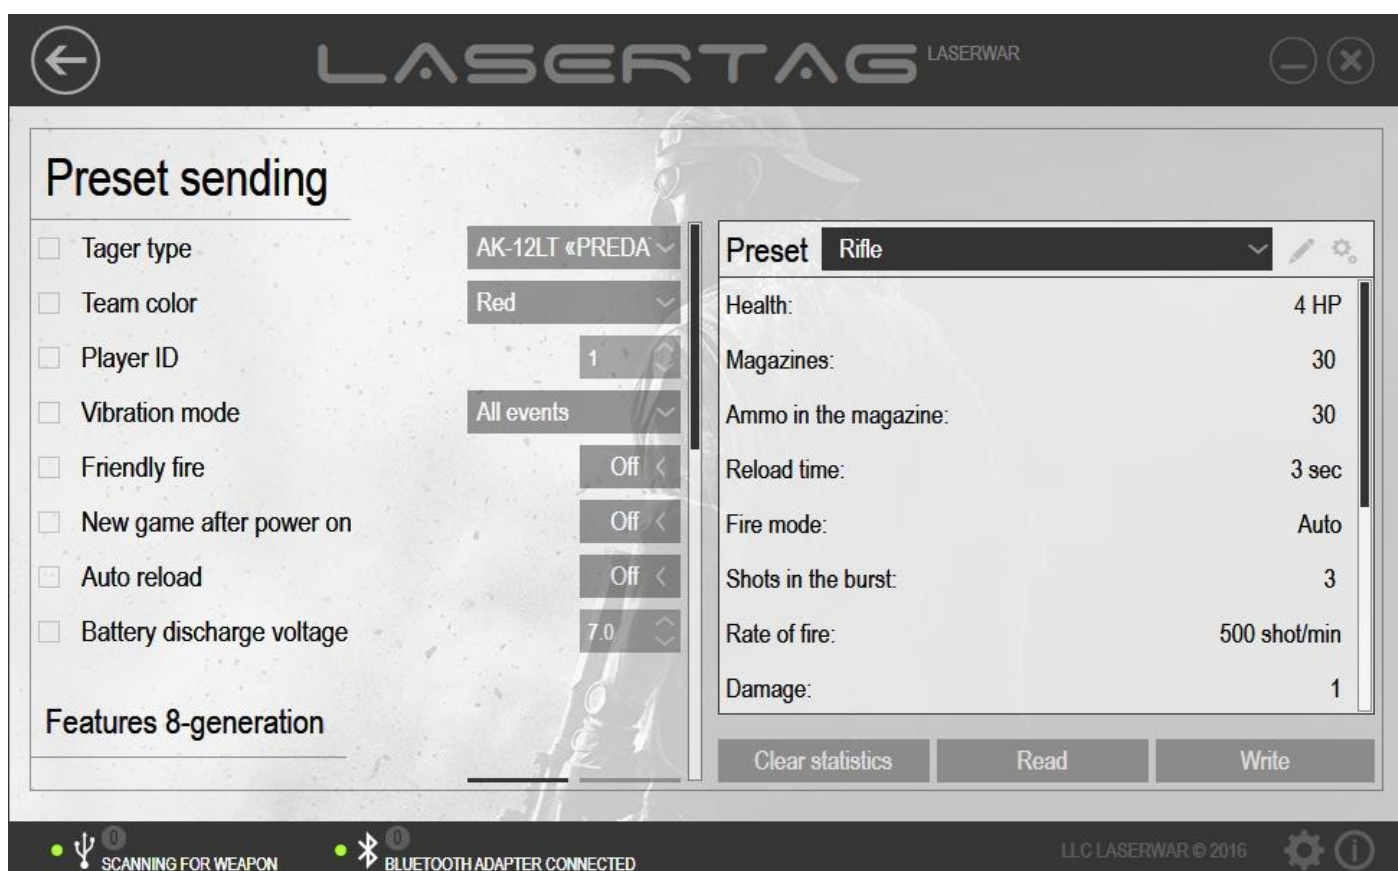 LASERTAG LASERWAR
Preset sending
Tager type AK-12LT «PREDA
Team color Red
Player ID 1
Vibration mode All events
Friendly fire Off
New game after power on Off
Auto reload Off
Battery discharge voltage 7.0
Features 8-generation
Preset Rifle
Health: 4 HP
Magazines: 30
Ammo in the magazine: 30
Reload time: 3 sec
Fire mode: Auto
Shots in the burst: 3
Rate of fire: 500 shot/min
Damage: 1
Clear statistics Read Write
0 SCANNING FOR WEAPON
0 BLUETOOTH ADAPTER CONNECTED
LLC LASERWAR © 2016